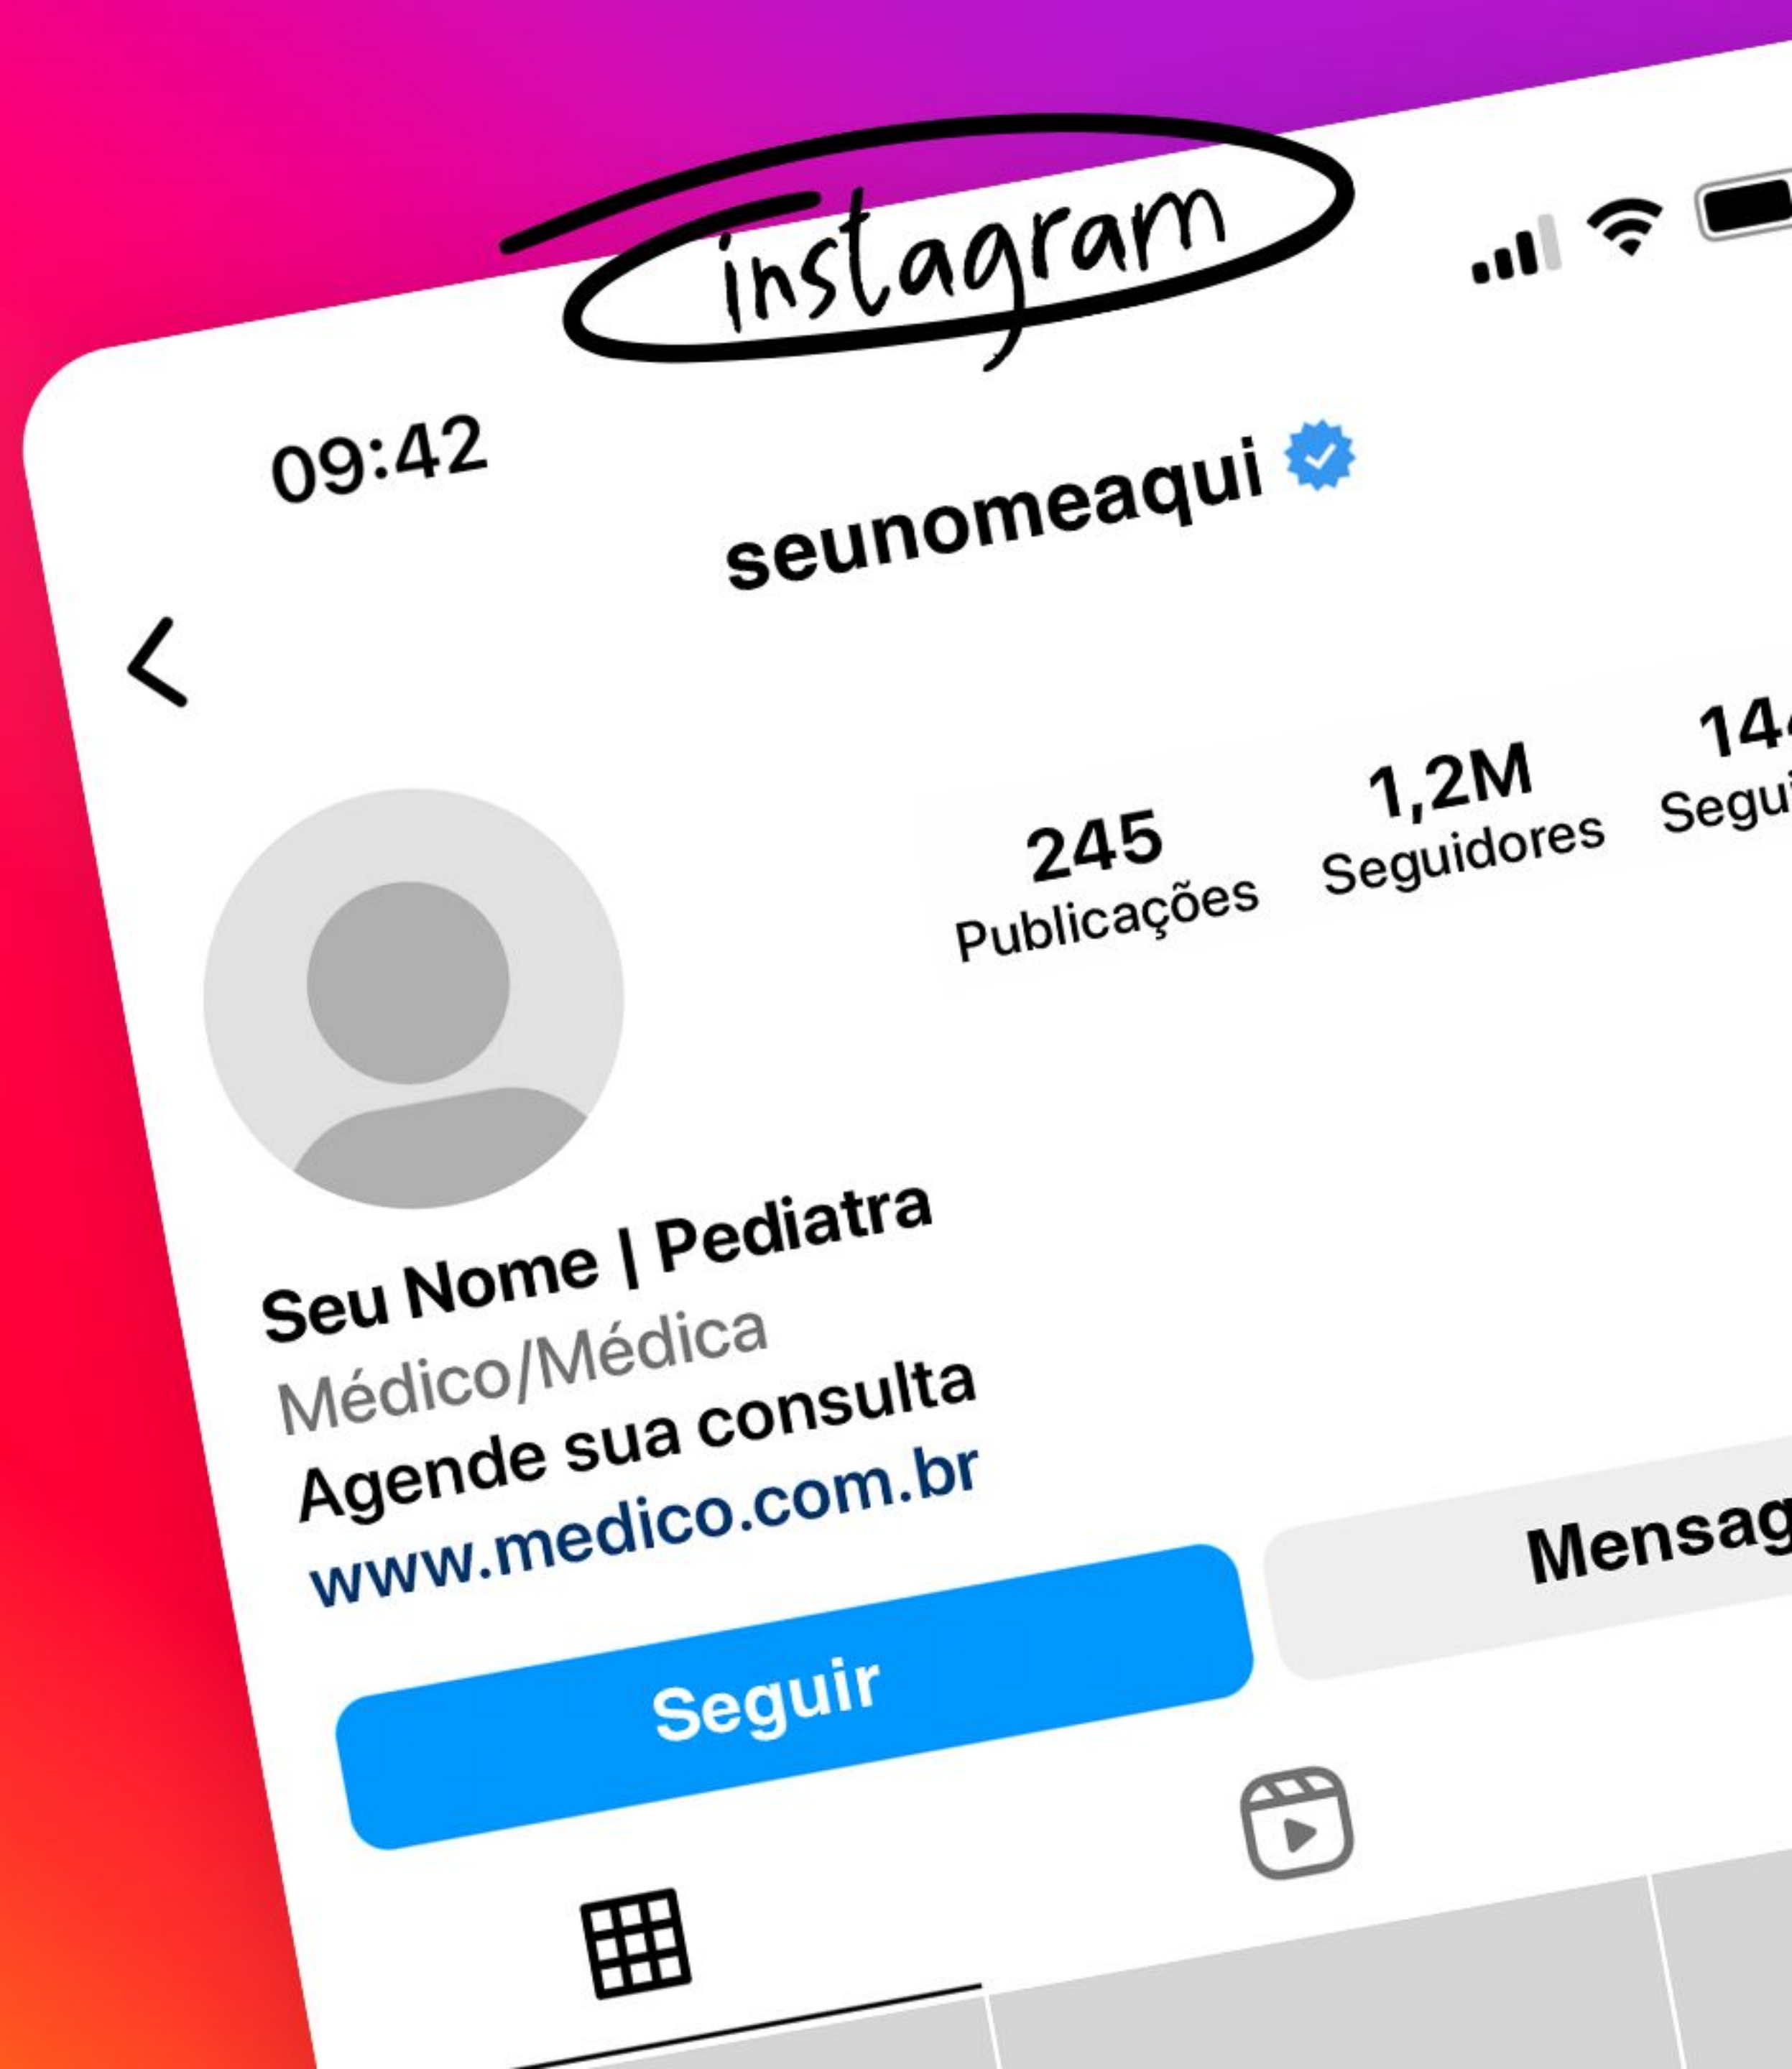 instagram
09:42
seunomeaqui
245
Publicações
1,2M
Seguidores
Seu Nome | Pediatra
Médico/Médica
Agende sua consulta
www.medico.com.br
Seguir